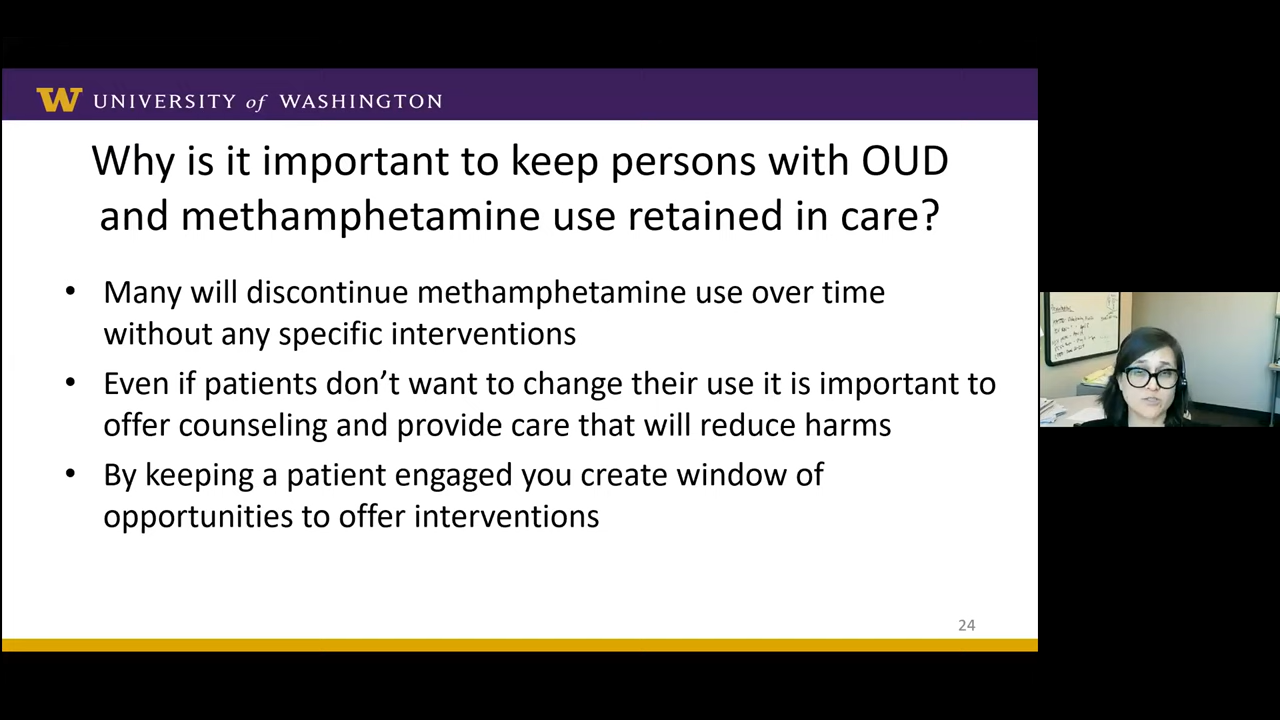 W UNIVERSITY of WASHINGTON
Why is it important to keep persons with OUD
and methamphetamine use retained in care?
• Many will discontinue methamphetamine use over time
without any specific interventions
• Even if patients don’t want to change their use it is important to
offer counseling and provide care that will reduce harms
• By keeping a patient engaged you create window of
opportunities to offer interventions
24